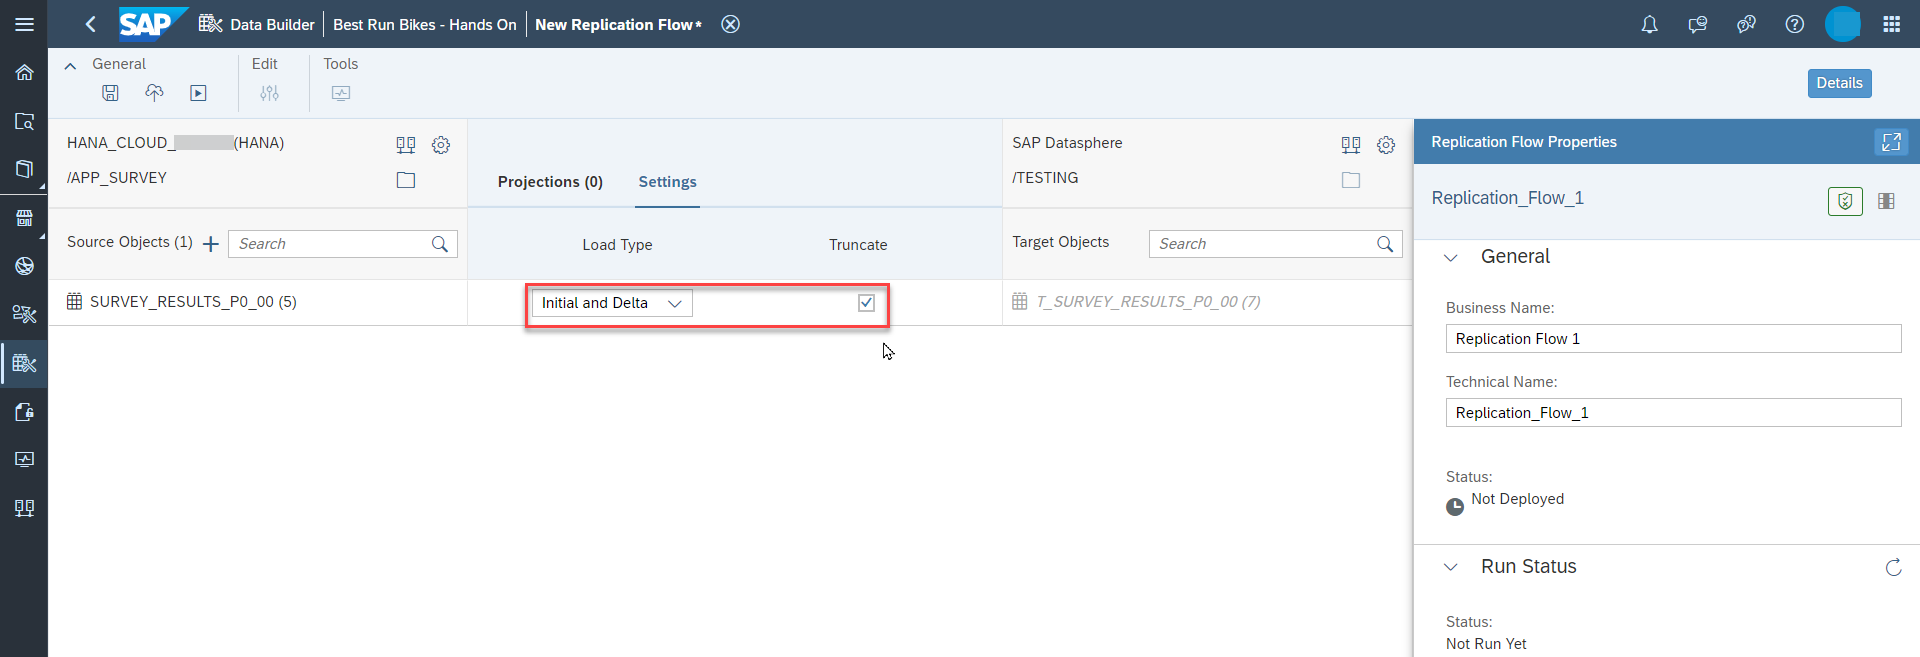 SAP Data Builder Best Run Bikes - Hands On New Replication Flow*
General Edit Tools
Details
HANA_CLOUD_ (HANA)
/APP_SURVEY
Projections (0) Settings
SAP Datasphere
/TESTING
Source Objects (1) Search
Load Type Truncate
Target Objects Search
SURVEY_RESULTS_P0_00 (5) Initial and Delta T_SURVEY_RESULTS_P0_00 (7)
Replication Flow Properties
Replication_Flow_1
General
Business Name:
Replication Flow 1
Technical Name:
Replication_Flow_1
Status:
Not Deployed
Run Status
Status:
Not Run Yet